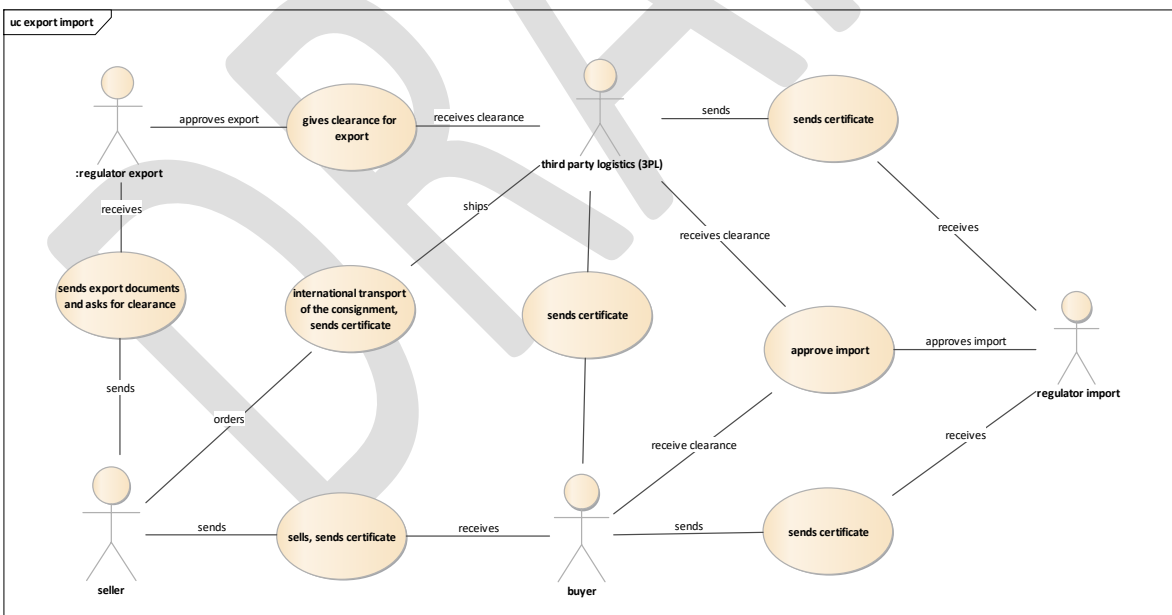 uc export import
approves export
gives clearance for
export
receives clearance
sends
sends certificate
:regulator export
third party logistics (3PL)
receives
ships
receives clearance
receives
sends export documents
and asks for clearance
international transport
of the consignment,
sends certificate
sends certificate
approve import
approves import
regulator import
sends
orders
receive clearance
receives
sends
sells, sends certificate
receives
sends
sends certificate
seller
buyer
DRA